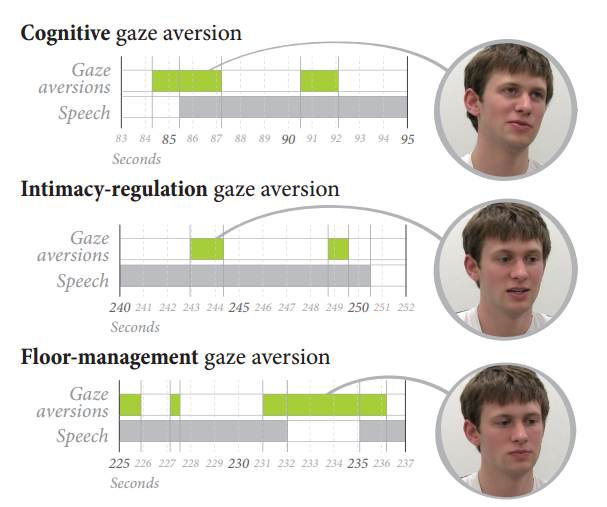 Cognitive gaze aversion
Gaze
aversions
Speech
83 84 85 86 87 88 89 90 91 92 93 94 95
Seconds
Intimacy-regulation gaze aversion
Gaze
aversions
Speech
240 241 242 243 244 245 246 247 248 249 250 251 252
Seconds
Floor-management gaze aversion
Gaze
aversions
Speech
225 226 227 228 229 230 231 232 233 234 235 236 237
Seconds